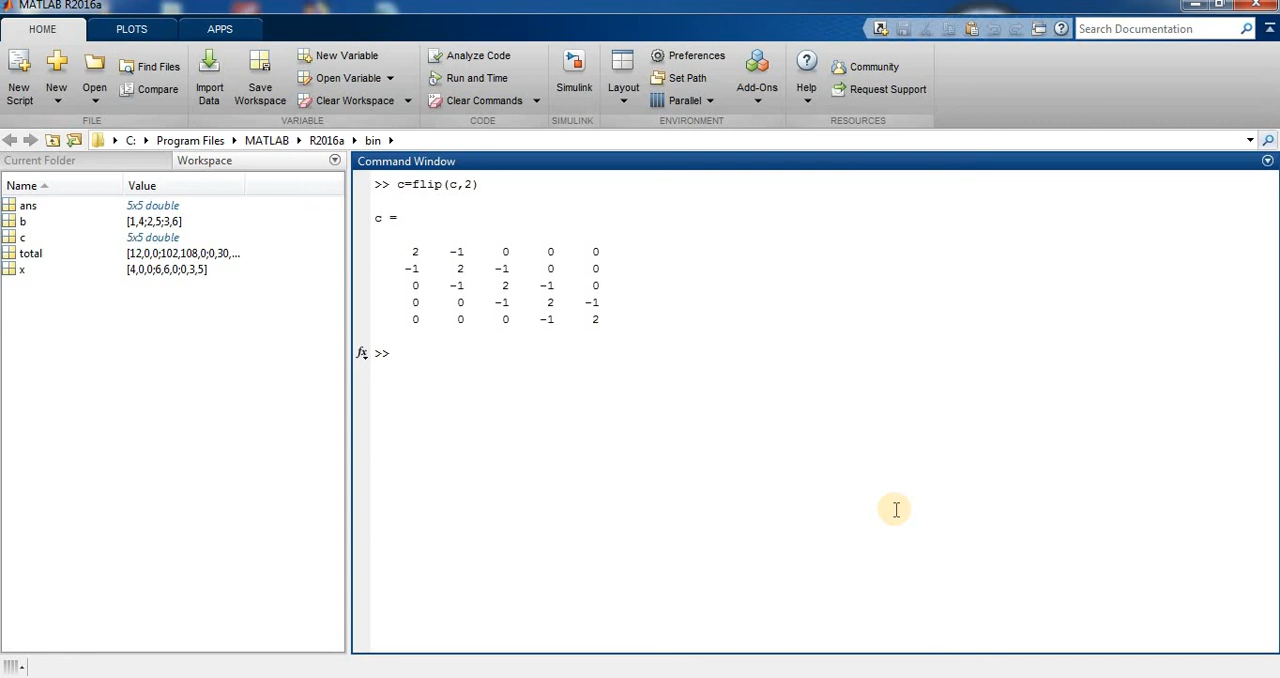 MATLAB R2016a
HOME PLOTS APPS
Search Documentation
New Script
New
Open
Find Files
Compare
Import Data
Save Workspace
New Variable
Open Variable
Clear Workspace
Analyze Code
Run and Time
Clear Commands
Simulink
Layout
Preferences
Set Path
Parallel
Add-Ons
Help
Community
Request Support
FILE VARIABLE CODE SIMULINK ENVIRONMENT RESOURCES
C: Program Files MATLAB R2016a bin
Current Folder Workspace
Name Value
ans 5x5 double
b [1,4;2,5;3,6]
c 5x5 double
total [12,0,0;102,108,0;0,30,...
x [4,0,0;6,6,0;0,3,5]
Command Window
>> c=flip(c,2)
c =
2 -1 0 0 0
-1 2 -1 0 0
0 -1 2 -1 0
0 0 -1 2 -1
0 0 0 -1 2
fx >>